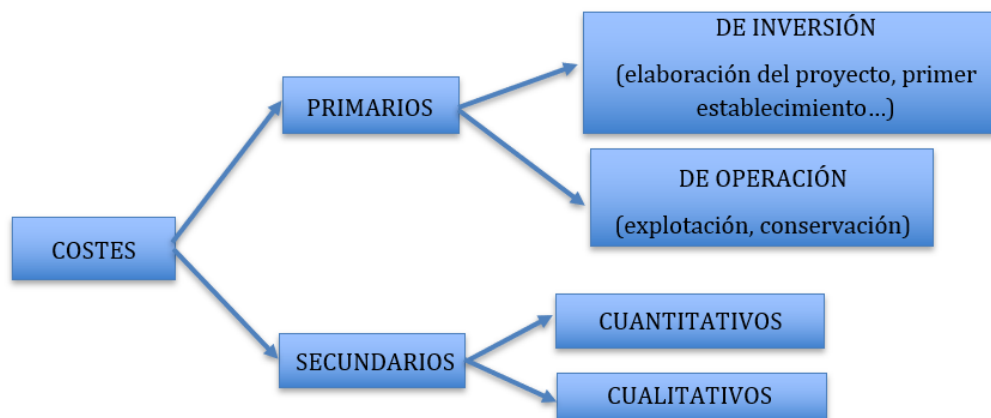 COSTES
PRIMARIOS
DE INVERSIÓN
(elaboración del proyecto, primer
establecimiento...)
DE OPERACIÓN
(explotación, conservación)
SECUNDARIOS
CUANTITATIVOS
CUALITATIVOS